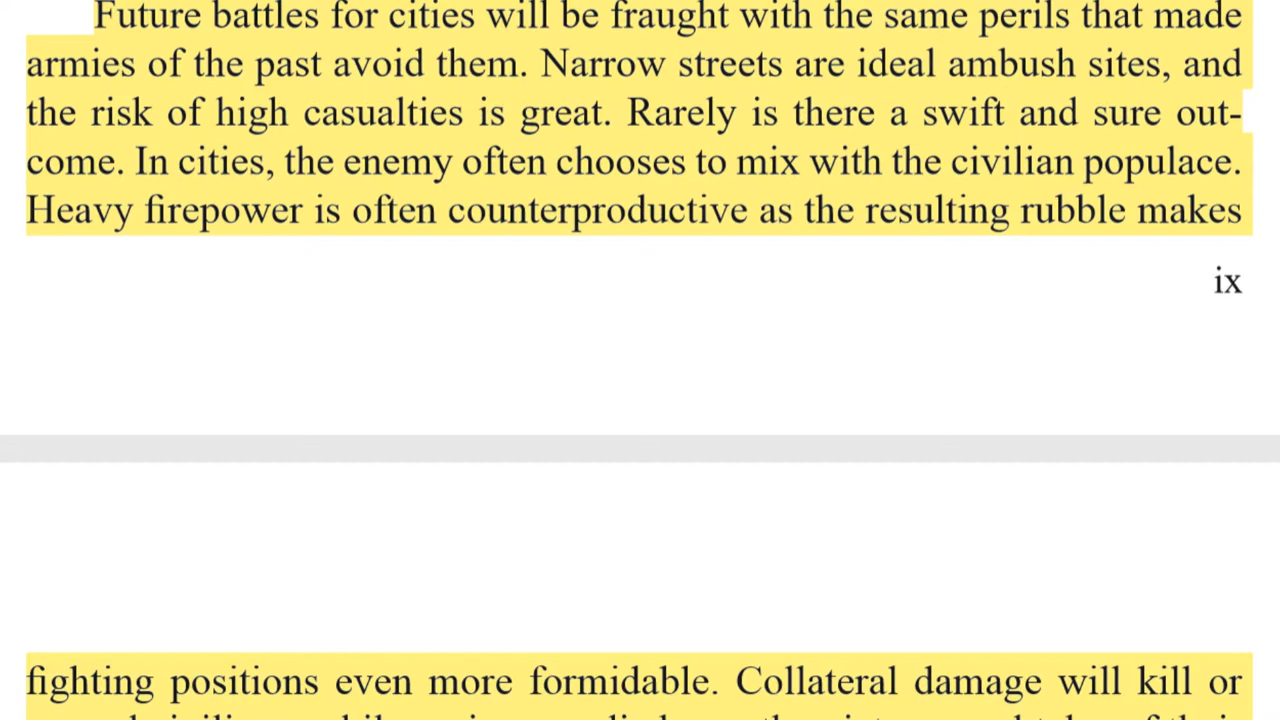 Future battles for cities will be fraught with the same perils that made
armies of the past avoid them. Narrow streets are ideal ambush sites, and
the risk of high casualties is great. Rarely is there a swift and sure out-
come. In cities, the enemy often chooses to mix with the civilian populace.
Heavy firepower is often counterproductive as the resulting rubble makes
ix
fighting positions even more formidable. Collateral damage will kill or